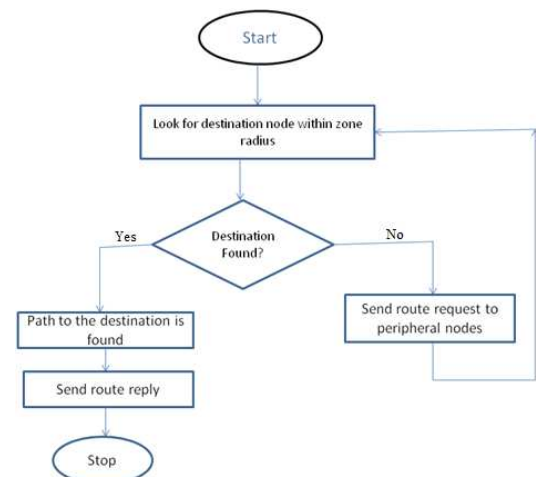 Start
Look for destination node within zone
radius
Destination
Found?
Yes
No
Path to the destination is
found
Send route request to
peripheral nodes
Send route reply
Stop